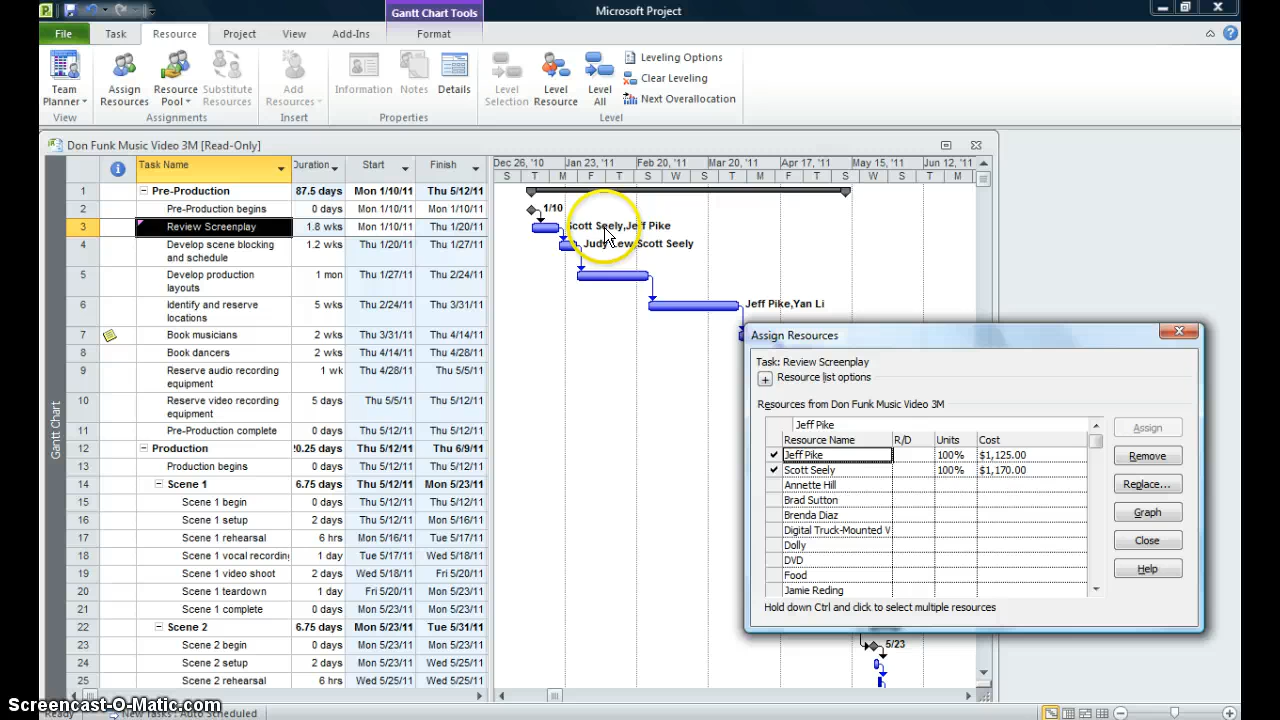 Gantt Chart Tools
Microsoft Project
File Task Resource Project View Add-Ins Format
Team Planner
Assign Resources
Resource Pool
Substitute Resources
Add Resources
Information
Notes
Details
Level Selection
Level Resource
Level All
Leveling Options
Clear Leveling
Next Overallocation
View Assignments Insert Properties Level
Don Funk Music Video 3M [Read-Only]
Task Name Duration Start Finish
Dec 26, '10 Jan 23, '11 Feb 20, '11 Mar 20, '11 Apr 17, '11 May 15, '11 Jun 12, '11
S T M F T S W M F T S W M
1 Pre-Production 87.5 days Mon 1/10/11 Thu 5/12/11
2 Pre-Production begins 0 days Mon 1/10/11 Mon 1/10/11 1/10
3 Review Screenplay 1.8 wks Mon 1/10/11 Thu 1/20/11 Scott Seely,Jeff Pike
4 Develop scene blocking and schedule 1.2 wks Thu 1/20/11 Thu 1/27/11 Judy Lew,Scott Seely
5 Develop production layouts 1 mon Thu 1/27/11 Thu 2/24/11
6 Identify and reserve locations 5 wks Thu 2/24/11 Thu 3/31/11 Jeff Pike,Yan Li
7 Book musicians 2 wks Thu 3/31/11 Thu 4/14/11
8 Book dancers 2 wks Thu 4/14/11 Thu 4/28/11
9 Reserve audio recording equipment 1 wk Thu 4/28/11 Thu 5/5/11
10 Reserve video recording equipment 5 days Thu 5/5/11 Thu 5/12/11
11 Pre-Production complete 0 days Thu 5/12/11 Thu 5/12/11
12 Production 20.25 days Thu 5/12/11 Thu 6/9/11
13 Production begins 0 days Thu 5/12/11 Thu 5/12/11
14 Scene 1 6.75 days Thu 5/12/11 Mon 5/23/11
15 Scene 1 begin 0 days Thu 5/12/11 Thu 5/12/11
16 Scene 1 setup 2 days Thu 5/12/11 Mon 5/16/11
17 Scene 1 rehearsal 6 hrs Mon 5/16/11 Tue 5/17/11
18 Scene 1 vocal recording 1 day Tue 5/17/11 Wed 5/18/11
19 Scene 1 video shoot 2 days Wed 5/18/11 Fri 5/20/11
20 Scene 1 teardown 1 day Fri 5/20/11 Mon 5/23/11
21 Scene 1 complete 0 days Mon 5/23/11 Mon 5/23/11
22 Scene 2 6.75 days Mon 5/23/11 Tue 5/31/11
23 Scene 2 begin 0 days Mon 5/23/11 Mon 5/23/11 5/23
24 Scene 2 setup 2 days Mon 5/23/11 Wed 5/25/11
25 Scene 2 rehearsal 6 hrs Wed 5/25/11 Wed 5/25/11
Gantt Chart
Assign Resources
Task: Review Screenplay
Resource list options
Resources from Don Funk Music Video 3M
Jeff Pike
Resource Name R/D Units Cost
Jeff Pike 100% $1,125.00
Scott Seely 100% $1,170.00
Annette Hill
Brad Sutton
Brenda Diaz
Digital Truck-Mounted V
Dolly
DVD
Food
Jamie Reding
Assign
Remove
Replace...
Graph
Close
Help
Hold down Ctrl and click to select multiple resources
Ready New Tasks : Auto Scheduled
Screencast-O-Matic.com